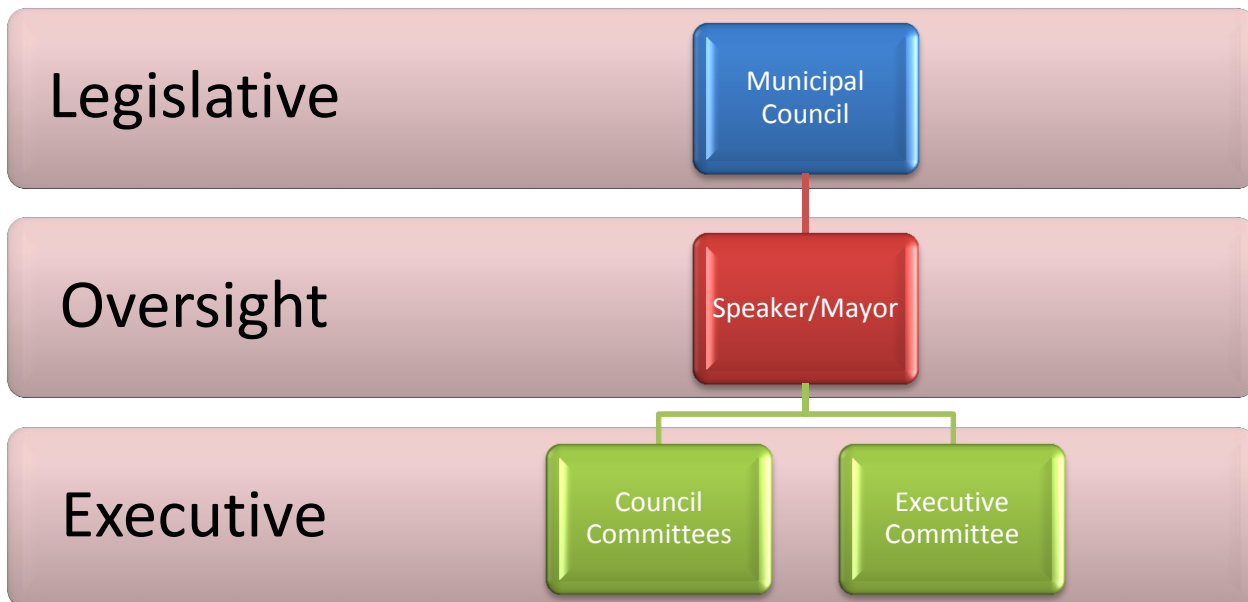 Legislative
Municipal
Council
Oversight
Speaker/Mayor
Executive
Council
Committees
Executive
Committee